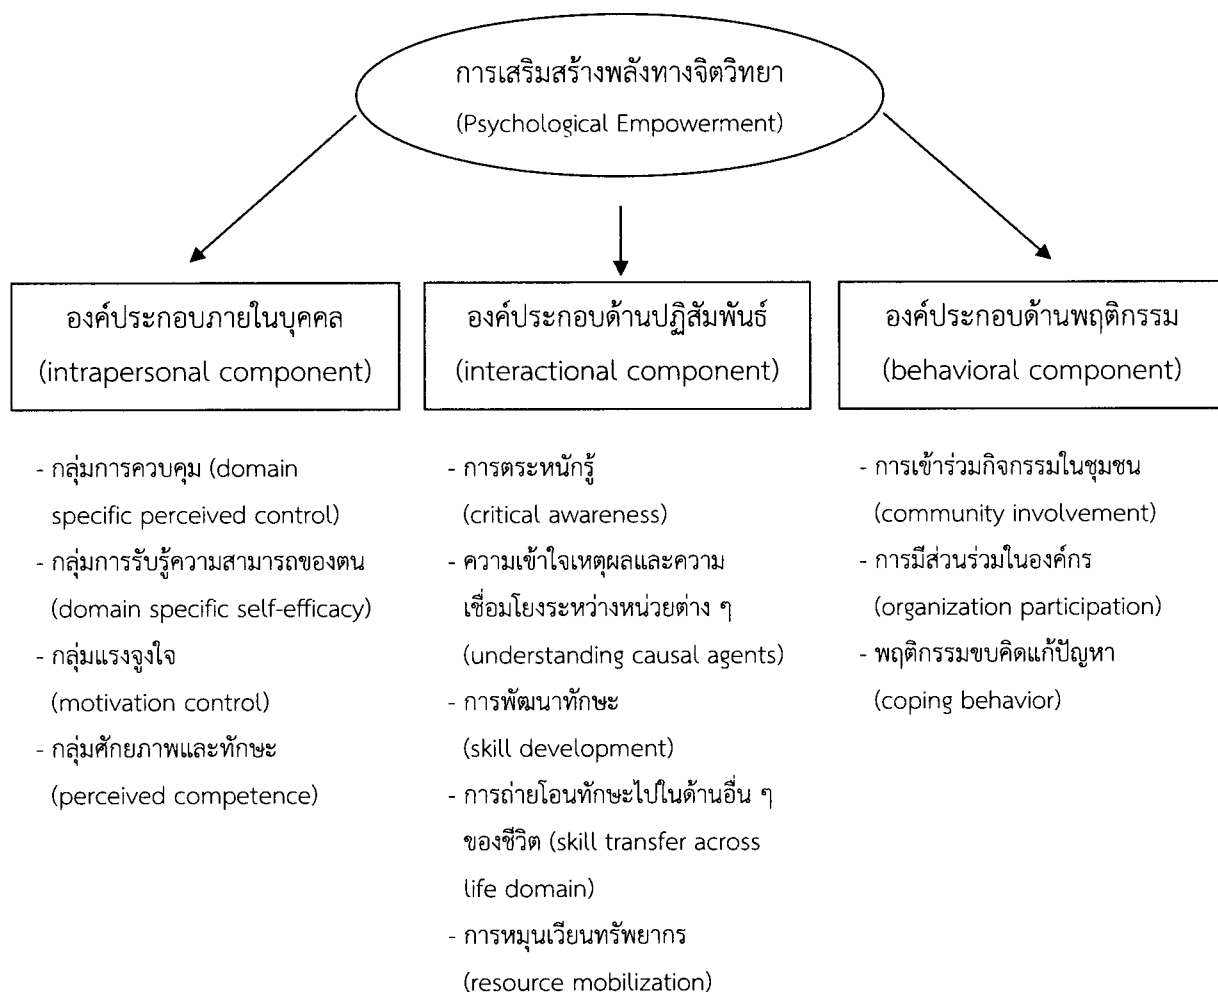 การเสริมสร้างพลังทางจิตวิทยา
(Psychological Empowerment)
องค์ประกอบภายในบุคคล
(intrapersonal component)
องค์ประกอบด้านปฏิสัมพันธ์
(interactional component)
องค์ประกอบด้านพฤติกรรม
(behavioral component)
- กลุ่มการควบคุม (domain
specific perceived control)
- กลุ่มการรับรู้ความสามารถของตน
(domain specific self-efficacy)
- กลุ่มแรงจูงใจ
(motivation control)
- กลุ่มศักยภาพและทักษะ
(perceived competence)
- การตระหนักรู้
(critical awareness)
- ความเข้าใจเหตุผลและความ
เชื่อมโยงระหว่างหน่วยต่าง ๆ
(understanding causal agents)
- การพัฒนาทักษะ
(skill development)
- การถ่ายโอนทักษะไปในด้านอื่น ๆ
ของชีวิต (skill transfer across
life domain)
- การหมุนเวียนทรัพยากร
(resource mobilization)
- การเข้าร่วมกิจกรรมในชุมชน
(community involvement)
- การมีส่วนร่วมในองค์กร
(organization participation)
- พฤติกรรมขบคิดแก้ปัญหา
(coping behavior)